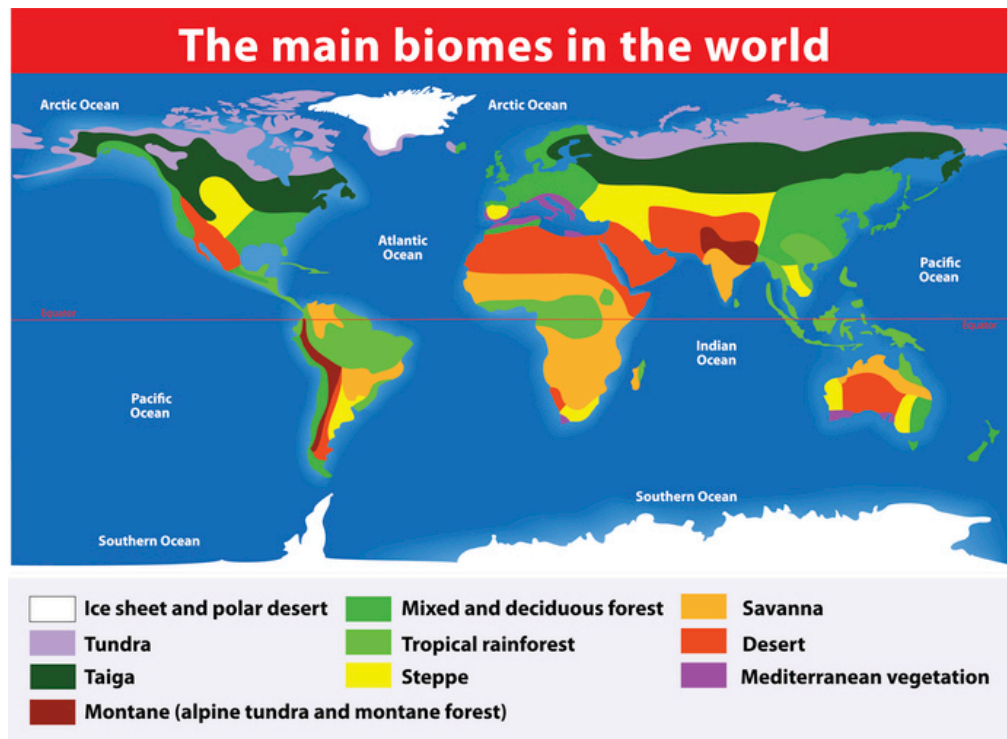 The main biomes in the world
Arctic Ocean
Arctic Ocean
Atlantic
Ocean
Pacific
Ocean
Equator
Equator
Indian
Ocean
Pacific
Ocean
Southern Ocean
Southern Ocean
Ice sheet and polar desert
Mixed and deciduous forest
Savanna
Tundra
Tropical rainforest
Desert
Taiga
Steppe
Mediterranean vegetation
Montane (alpine tundra and montane forest)